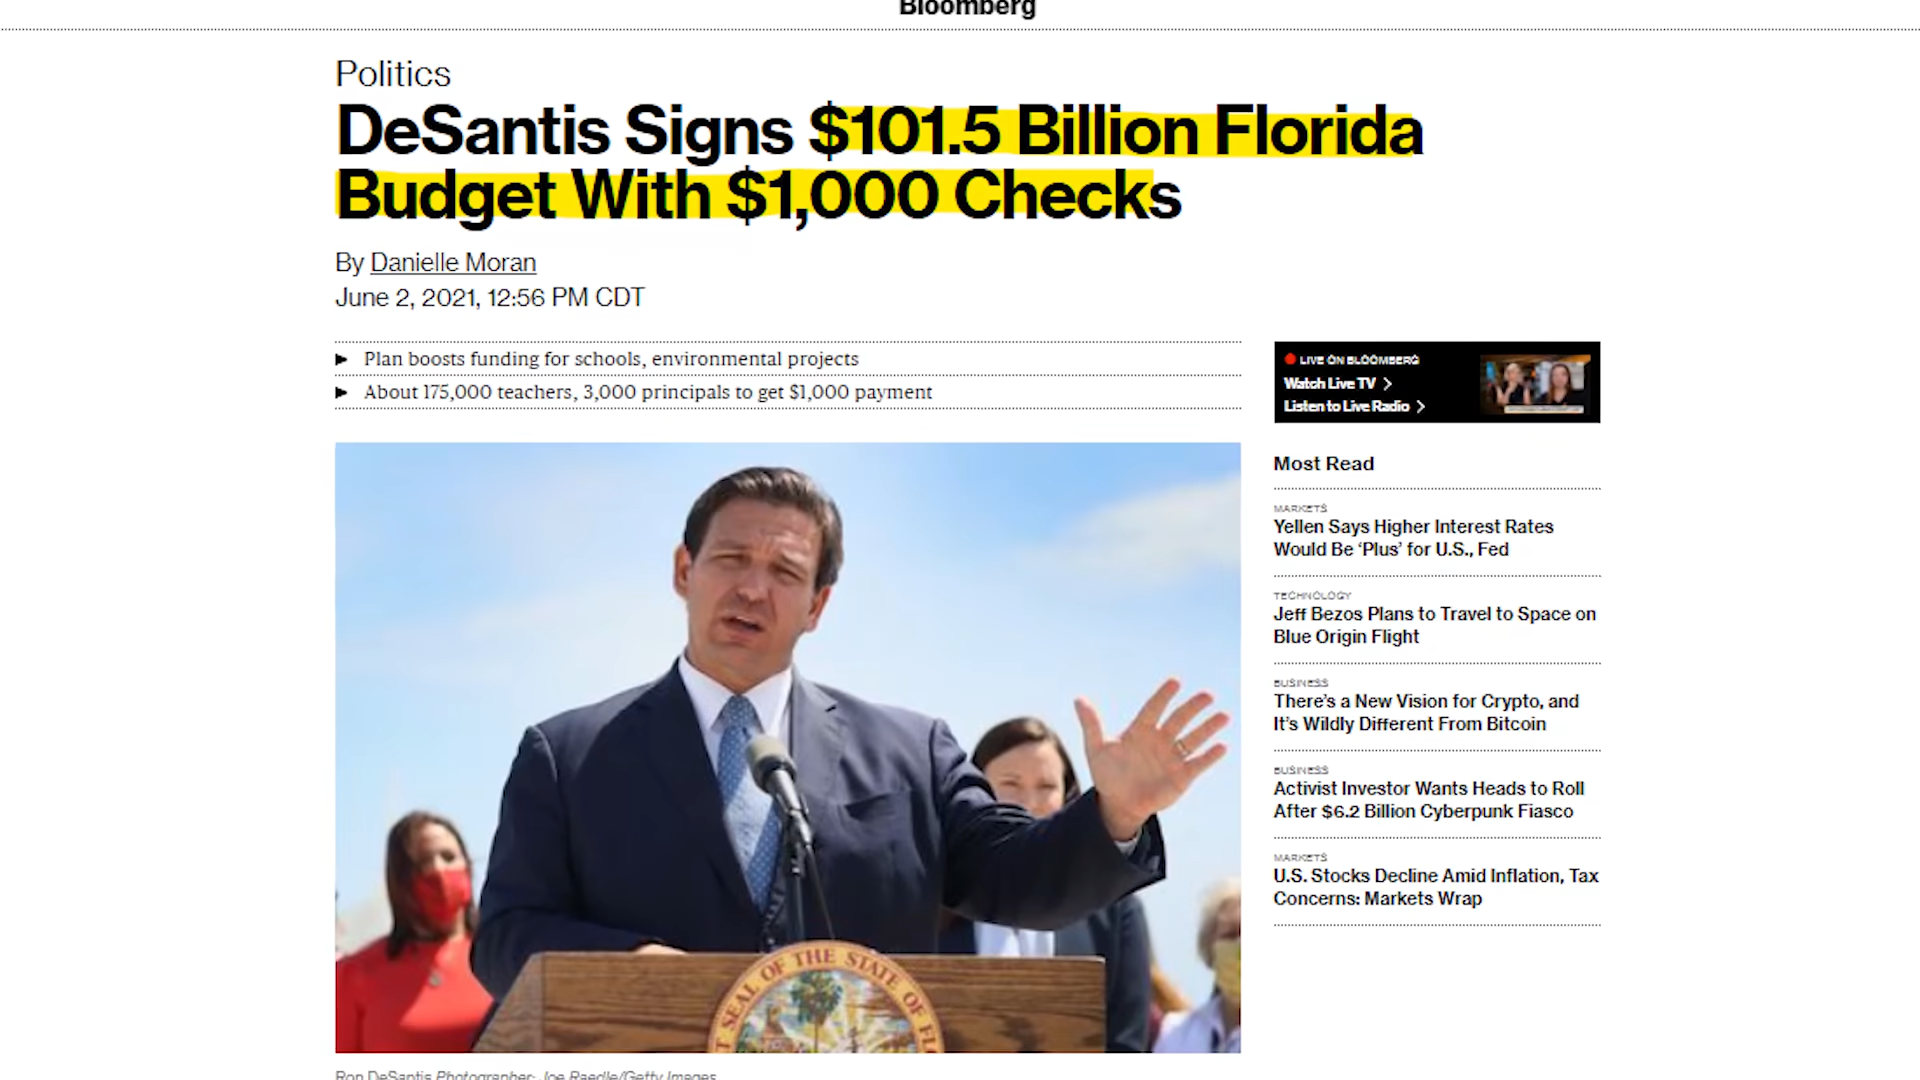 Bloomberg
Politics
DeSantis Signs $101.5 Billion Florida
Budget With $1,000 Checks
By Danielle Moran
June 2, 2021, 12:56 PM CDT
Plan boosts funding for schools, environmental projects
About 175,000 teachers, 3,000 principals to get $1,000 payment
LIVE ON BLOOMBERG
Watch Live TV
Listen to Live Radio
Most Read
MARKETS
Yellen Says Higher Interest Rates
Would Be ‘Plus’ for U.S., Fed
TECHNOLOGY
Jeff Bezos Plans to Travel to Space on
Blue Origin Flight
BUSINESS
There’s a New Vision for Crypto, and
It’s Wildly Different From Bitcoin
BUSINESS
Activist Investor Wants Heads to Roll
After $6.2 Billion Cyberpunk Fiasco
MARKETS
U.S. Stocks Decline Amid Inflation, Tax
Concerns: Markets Wrap
SEAL OF THE STATE OF
Ron DeSantis Photographer: Joe Raedle/Getty Images